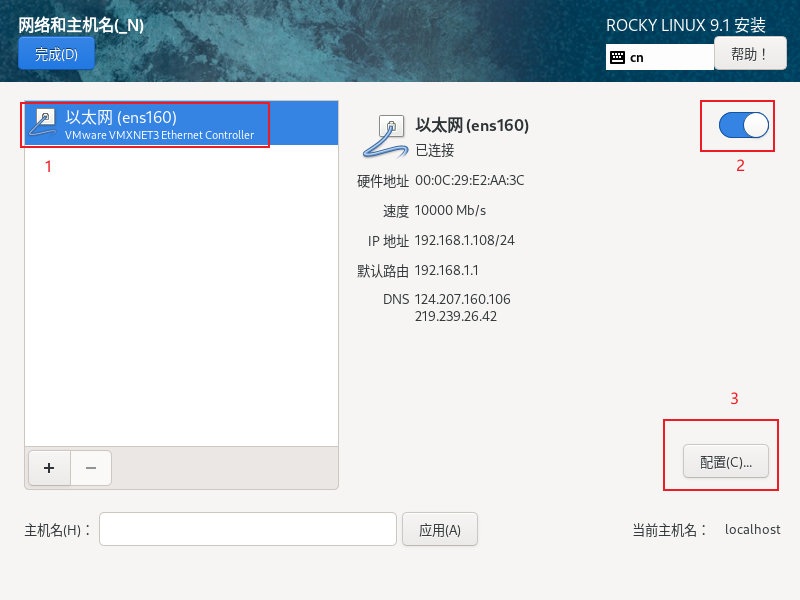 网络和主机名(_N)
完成(D)
ROCKY LINUX 9.1 安装
cn
帮助！
以太网 (ens160)
VMware VMXNET3 Ethernet Controller
1
以太网 (ens160)
已连接
2
硬件地址 00:0C:29:E2:AA:3C
速度 10000 Mb/s
IP 地址 192.168.1.108/24
默认路由 192.168.1.1
DNS 124.207.160.106
219.239.26.42
3
配置(C)...
+ −
主机名(H)：
应用(A)
当前主机名： localhost